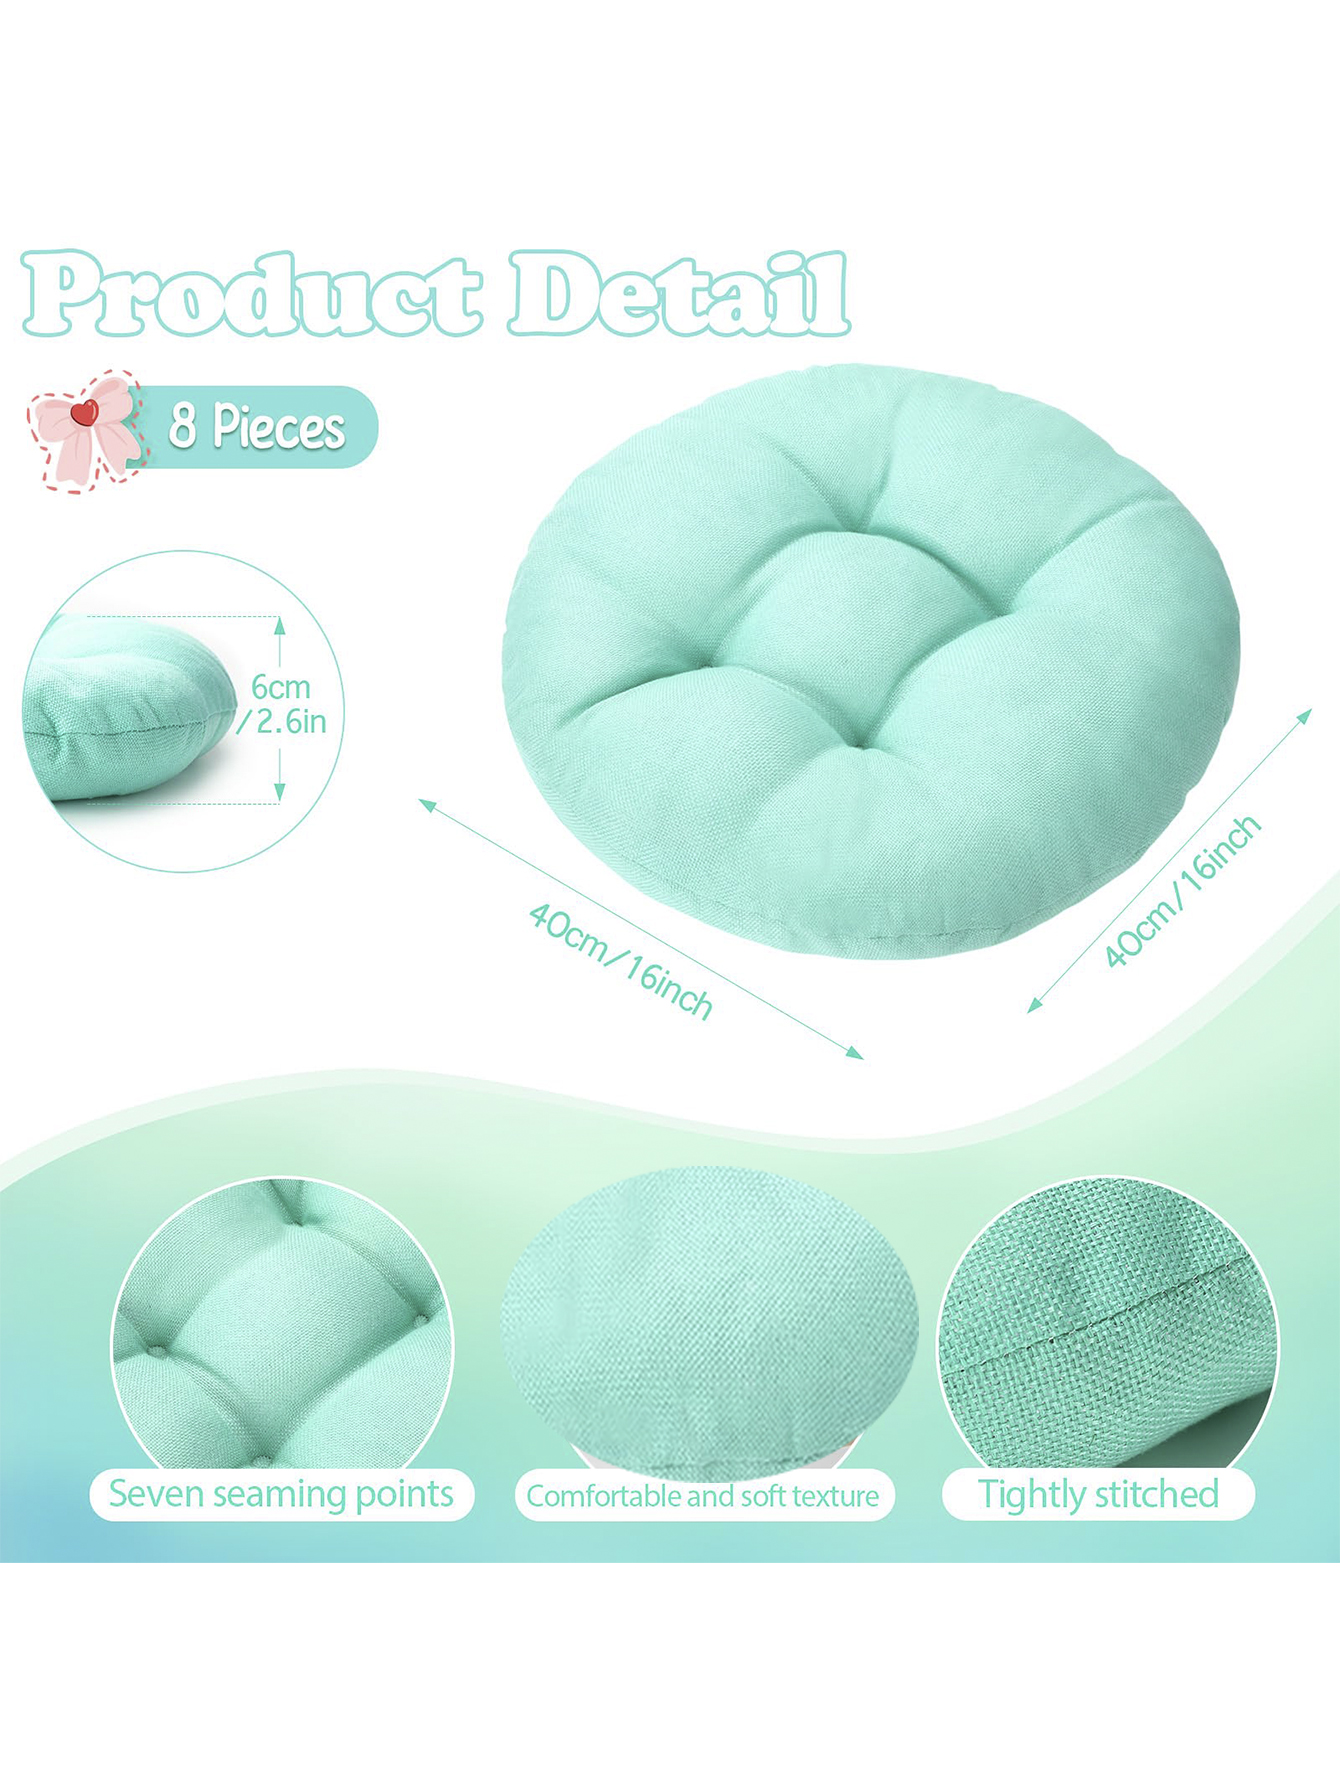 Product Detail
8 Pieces
6cm
/2.6in
40cm/16inch
40cm/16inch
Seven seaming points
Comfortable and soft texture
Tightly stitched